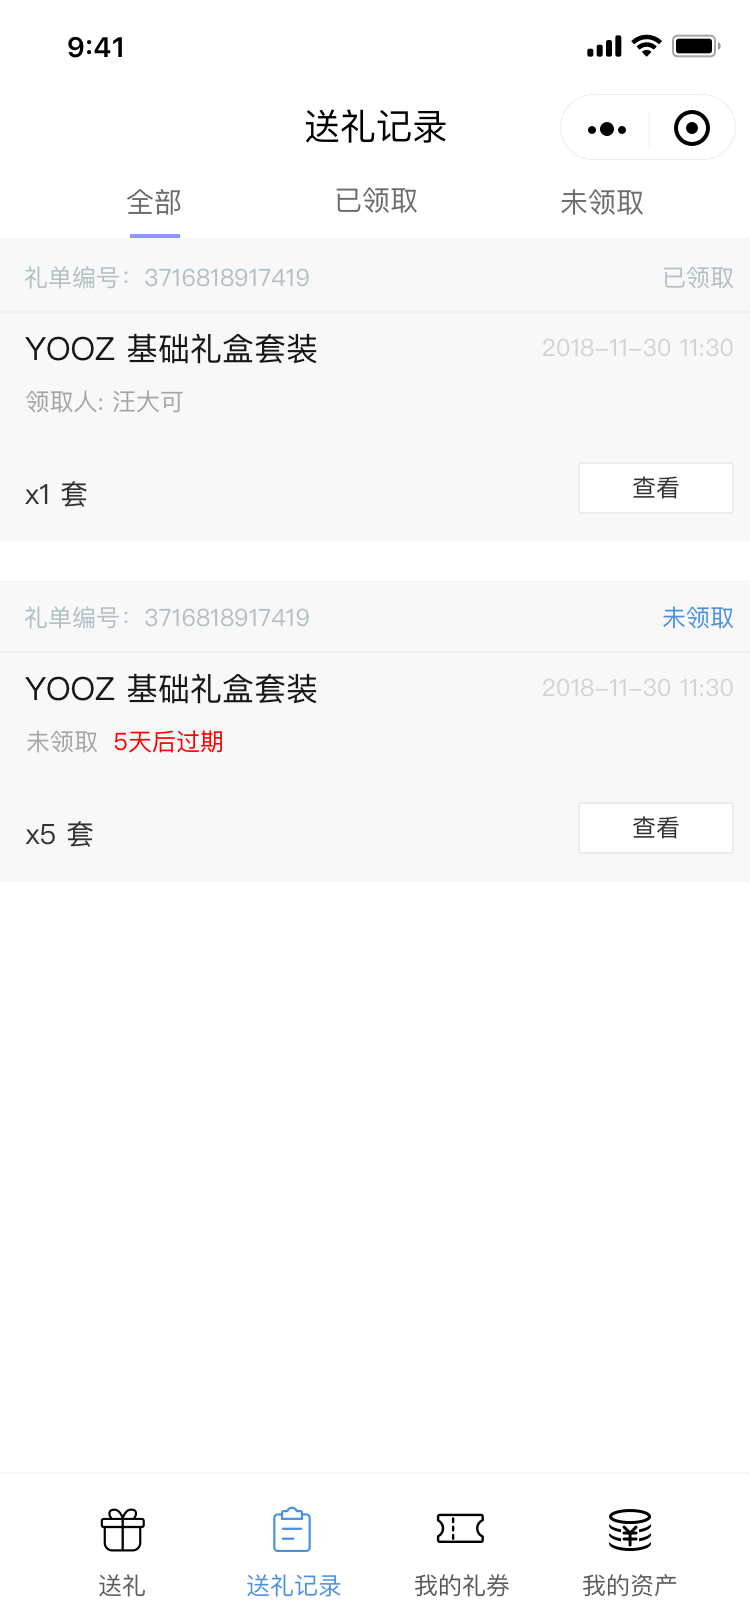 9:41
送礼记录
全部 已领取 未领取
礼单编号：3716818917419 已领取
YOOZ 基础礼盒套装 2018-11-30 11:30
领取人: 汪大可
x1 套 查看
礼单编号：3716818917419 未领取
YOOZ 基础礼盒套装 2018-11-30 11:30
未领取 5天后过期
x5 套 查看
送礼 送礼记录 我的礼券 我的资产